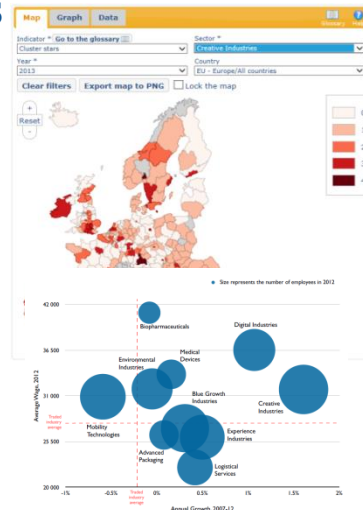 Map Graph Data
Glossary
Indicator * Go to the glossary
Sector *
Cluster stars
Creative Industries
Year *
Country
2013
EU - Europe/All countries
Clear filters Export map to PNG Lock the map
+
Reset
-
Size represents the number of employees in 2012
42 000
Biopharmaceuticals
Digital Industries
36 500
Medical
Devices
Environmental
Industries
Average Wage, 2012
31 000
Blue Growth
Industries
Creative
Industries
Traded
industry
average
Mobility
Technologies
Experience
Industries
25 500
Advanced
Packaging
Logistical
Services
20 000
-1% -0.5% 0% 0.5% 1% 1.5% 2%
Traded
industry
average
Annual Growth, 2007-12